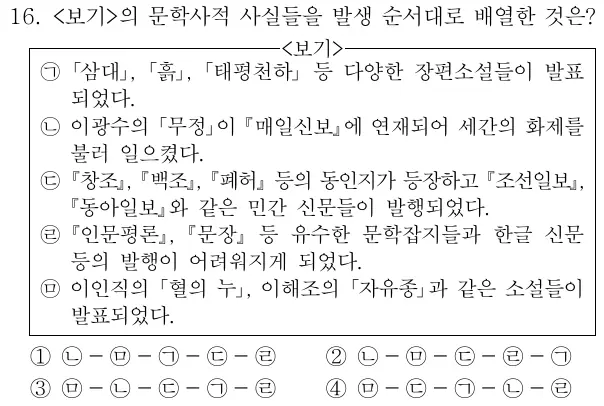 16. <보기>의 문학사적 사실들을 발생 순서대로 배열한 것은?
<보기>
㉠ 「삼대」, 「흙」, 「태평천하」 등 다양한 장편소설들이 발표
되었다.
㉡ 이광수의 「무정」이 『매일신보』에 연재되어 세간의 화제를
불러 일으켰다.
㉢ 『창조』, 『백조』, 『폐허』 등의 동인지가 등장하고 『조선일보』,
『동아일보』와 같은 민간 신문들이 발행되었다.
㉣ 『인문평론』, 『문장』 등 유수한 문학잡지들과 한글 신문
등의 발행이 어려워지게 되었다.
㉤ 이인직의 「혈의 누」, 이해조의 「자유종」과 같은 소설들이
발표되었다.
① ㉡ - ㉤ - ㉠ - ㉢ - ㉣ ② ㉡ - ㉤ - ㉢ - ㉣ - ㉠
③ ㉤ - ㉡ - ㉢ - ㉠ - ㉣ ④ ㉤ - ㉢ - ㉠ - ㉡ - ㉣